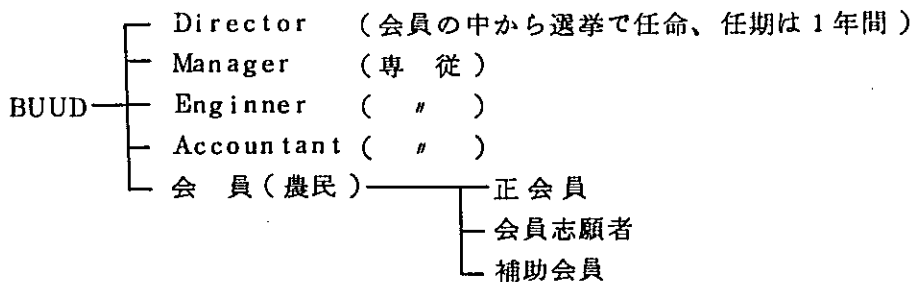 Director (会員の中から選挙で任命、任期は1年間)
Manager (専 従)
BUUD Enginner ( 〃 )
Accountant ( 〃 )
会 員(農民) 正会員
会員志願者
補助会員